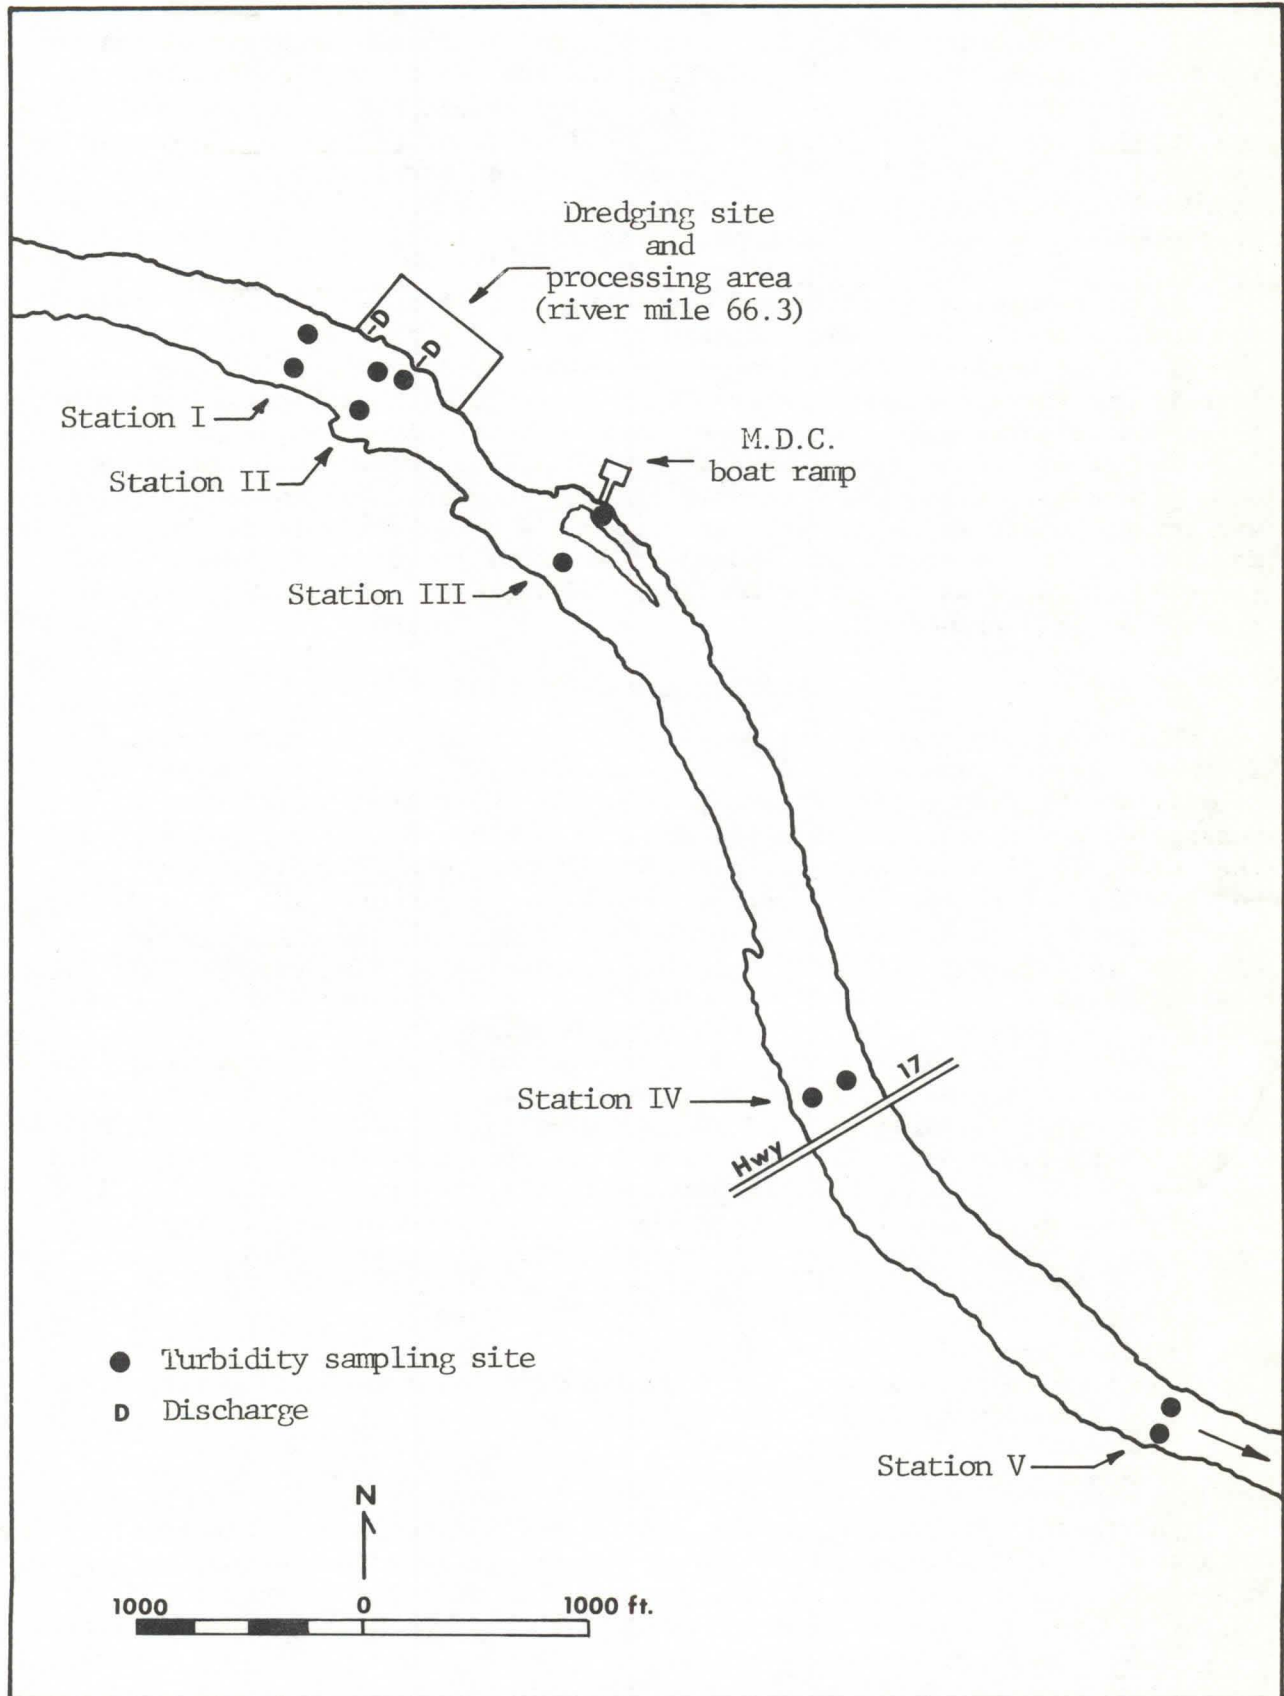 Dredging site
and
processing area
(river mile 66.3)
D
D
Station I
M.D.C.
boat ramp
Station II
Station III
17
Station IV
Hwy
Turbidity sampling site
D Discharge
Station V
N
1000 0 1000 ft.